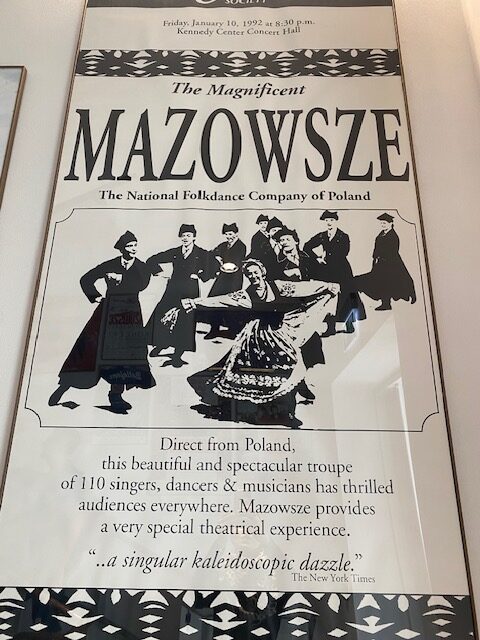 SOCIETY
Friday, January 10, 1992 at 8:30 p.m.
Kennedy Center Concert Hall
The Magnificent
MAZOWSZE
The National Folkdance Company of Poland
Direct from Poland,
this beautiful and spectacular troupe
of 110 singers, dancers & musicians has thrilled
audiences everywhere. Mazowsze provides
a very special theatrical experience.
“..a singular kaleidoscopic dazzle.”
The New York Times